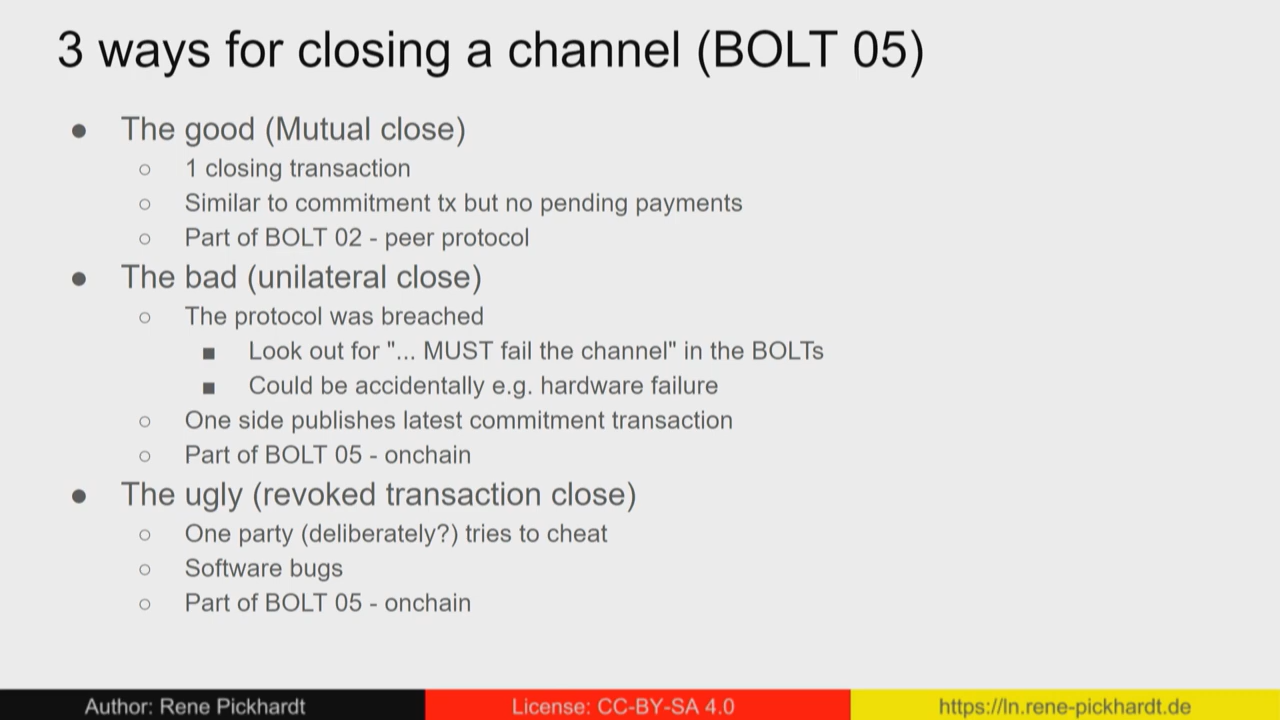 3 ways for closing a channel (BOLT 05)
● The good (Mutual close)
○ 1 closing transaction
○ Similar to commitment tx but no pending payments
○ Part of BOLT 02 - peer protocol
● The bad (unilateral close)
○ The protocol was breached
■ Look out for "... MUST fail the channel" in the BOLTs
■ Could be accidentally e.g. hardware failure
○ One side publishes latest commitment transaction
○ Part of BOLT 05 - onchain
● The ugly (revoked transaction close)
○ One party (deliberately?) tries to cheat
○ Software bugs
○ Part of BOLT 05 - onchain
Author: Rene Pickhardt
License: CC-BY-SA 4.0
https://ln.rene-pickhardt.de